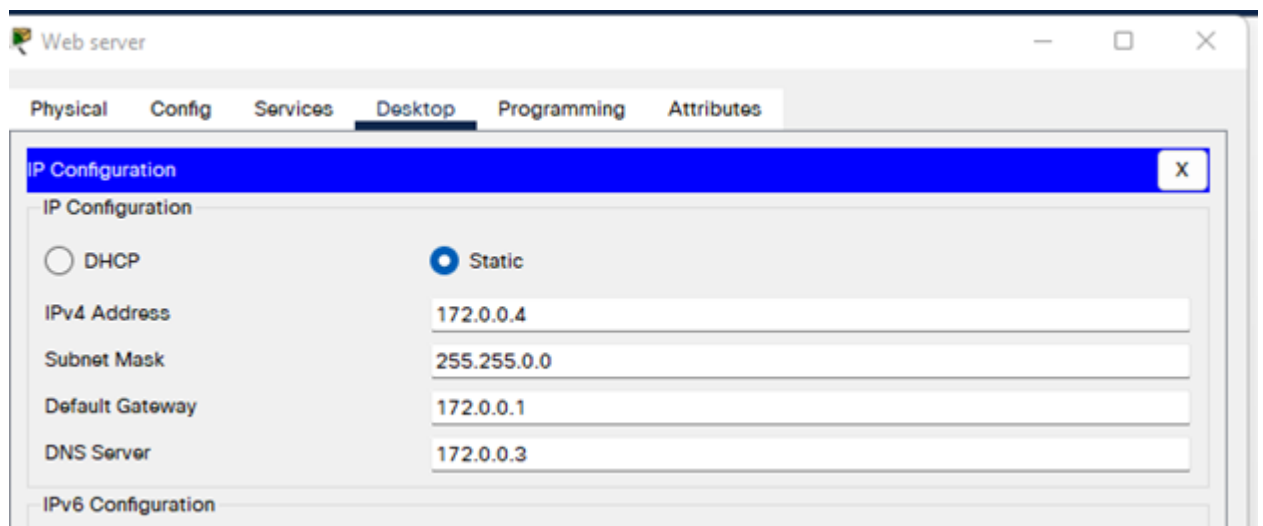 Web server
Physical Config Services Desktop Programming Attributes
IP Configuration X
IP Configuration
DHCP Static
IPv4 Address 172.0.0.4
Subnet Mask 255.255.0.0
Default Gateway 172.0.0.1
DNS Server 172.0.0.3
IPv6 Configuration